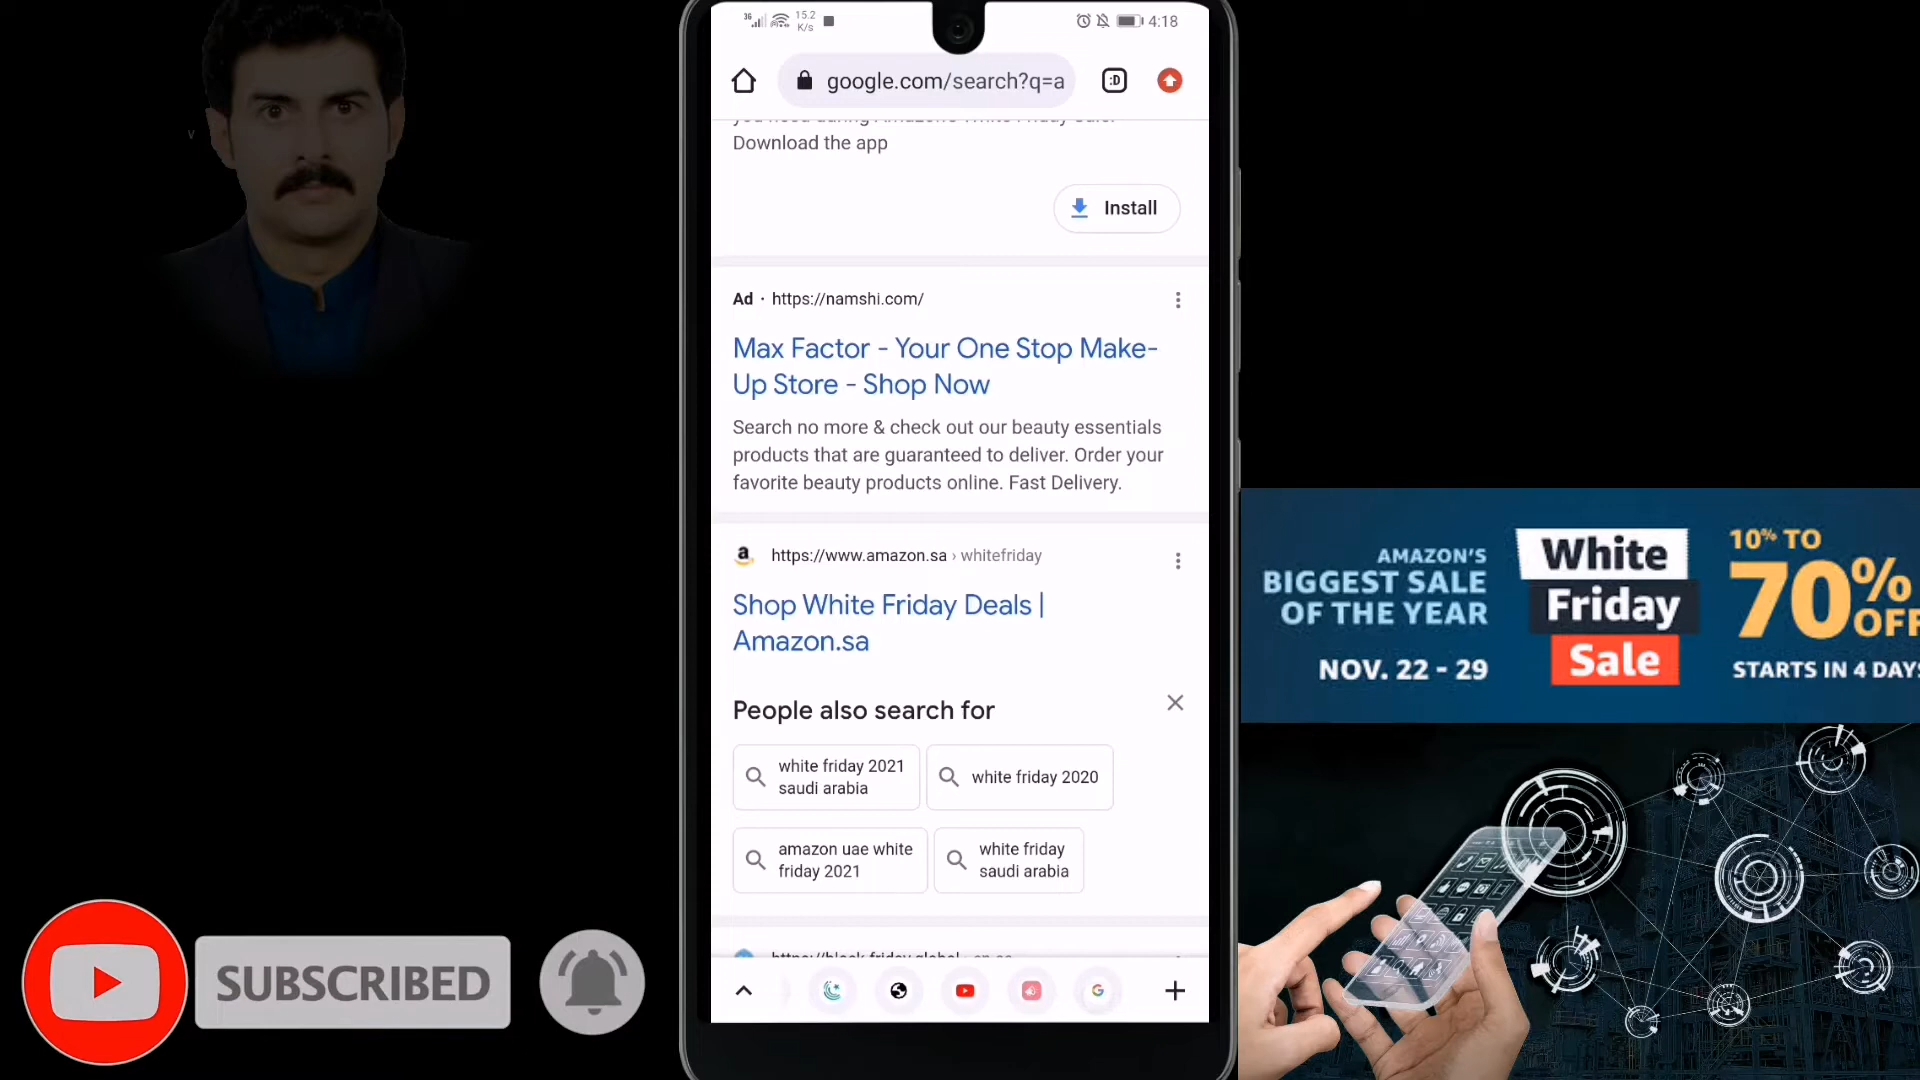 3G
15.2
K/s
4:18
google.com/search?q=a
:D
Download the app
Install
Ad · https://namshi.com/
Max Factor - Your One Stop Make-
Up Store - Shop Now
Search no more & check out our beauty essentials
products that are guaranteed to deliver. Order your
favorite beauty products online. Fast Delivery.
https://www.amazon.sa › whitefriday
Shop White Friday Deals |
Amazon.sa
People also search for
white friday 2021
saudi arabia
white friday 2020
amazon uae white
friday 2021
white friday
saudi arabia
SUBSCRIBED
AMAZON'S
BIGGEST SALE
OF THE YEAR
NOV. 22 - 29
White
Friday
Sale
10% TO
70%
OFF
STARTS IN 4 DAYS
v